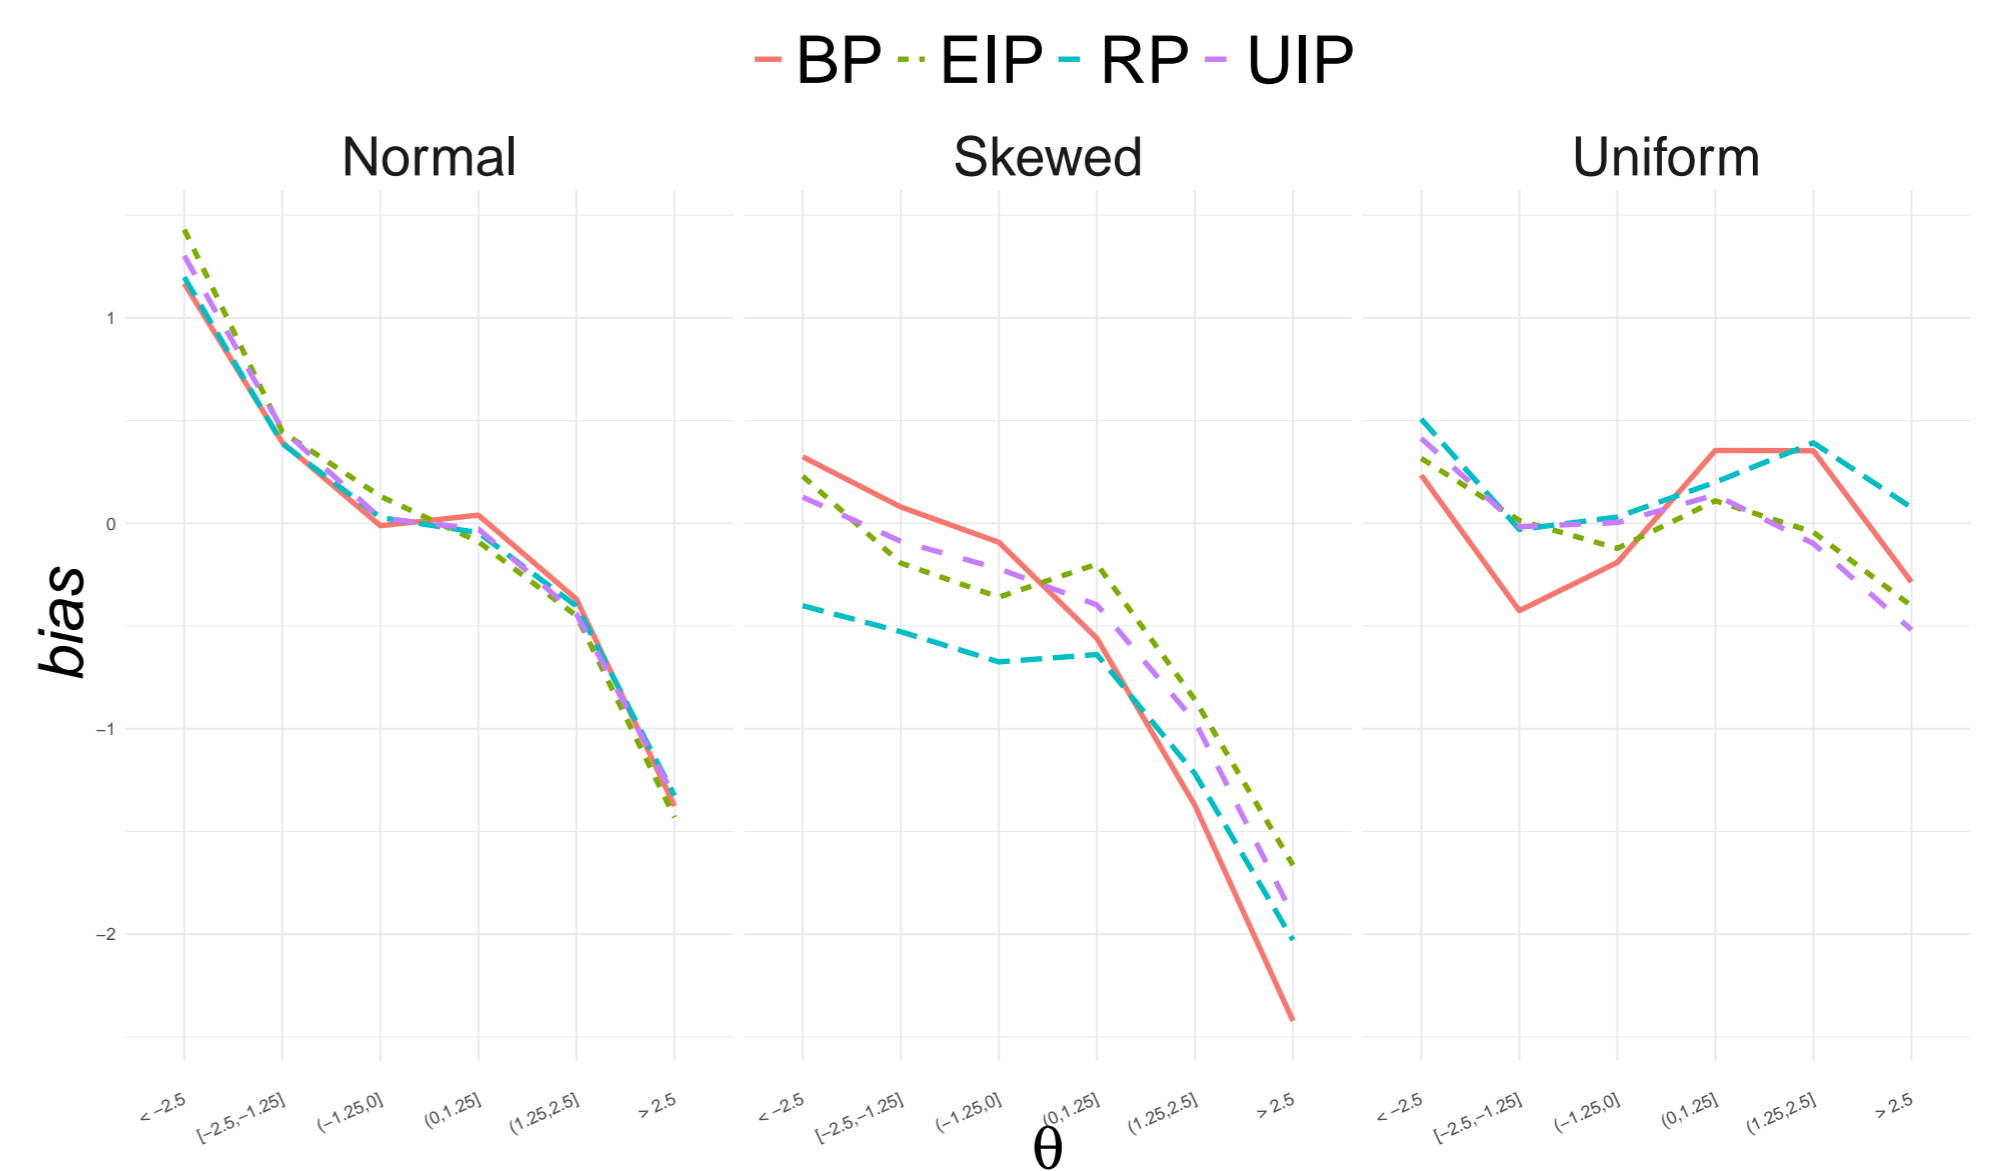 BP EIP RP UIP
Normal Skewed Uniform
1
0
−1
−2
bias
< −2.5 [−2.5,−1.25] (−1.25,0] (0,1.25] (1.25,2.5] > 2.5 < −2.5 [−2.5,−1.25] (−1.25,0] (0,1.25] (1.25,2.5] > 2.5 < −2.5 [−2.5,−1.25] (−1.25,0] (0,1.25] (1.25,2.5] > 2.5
θ